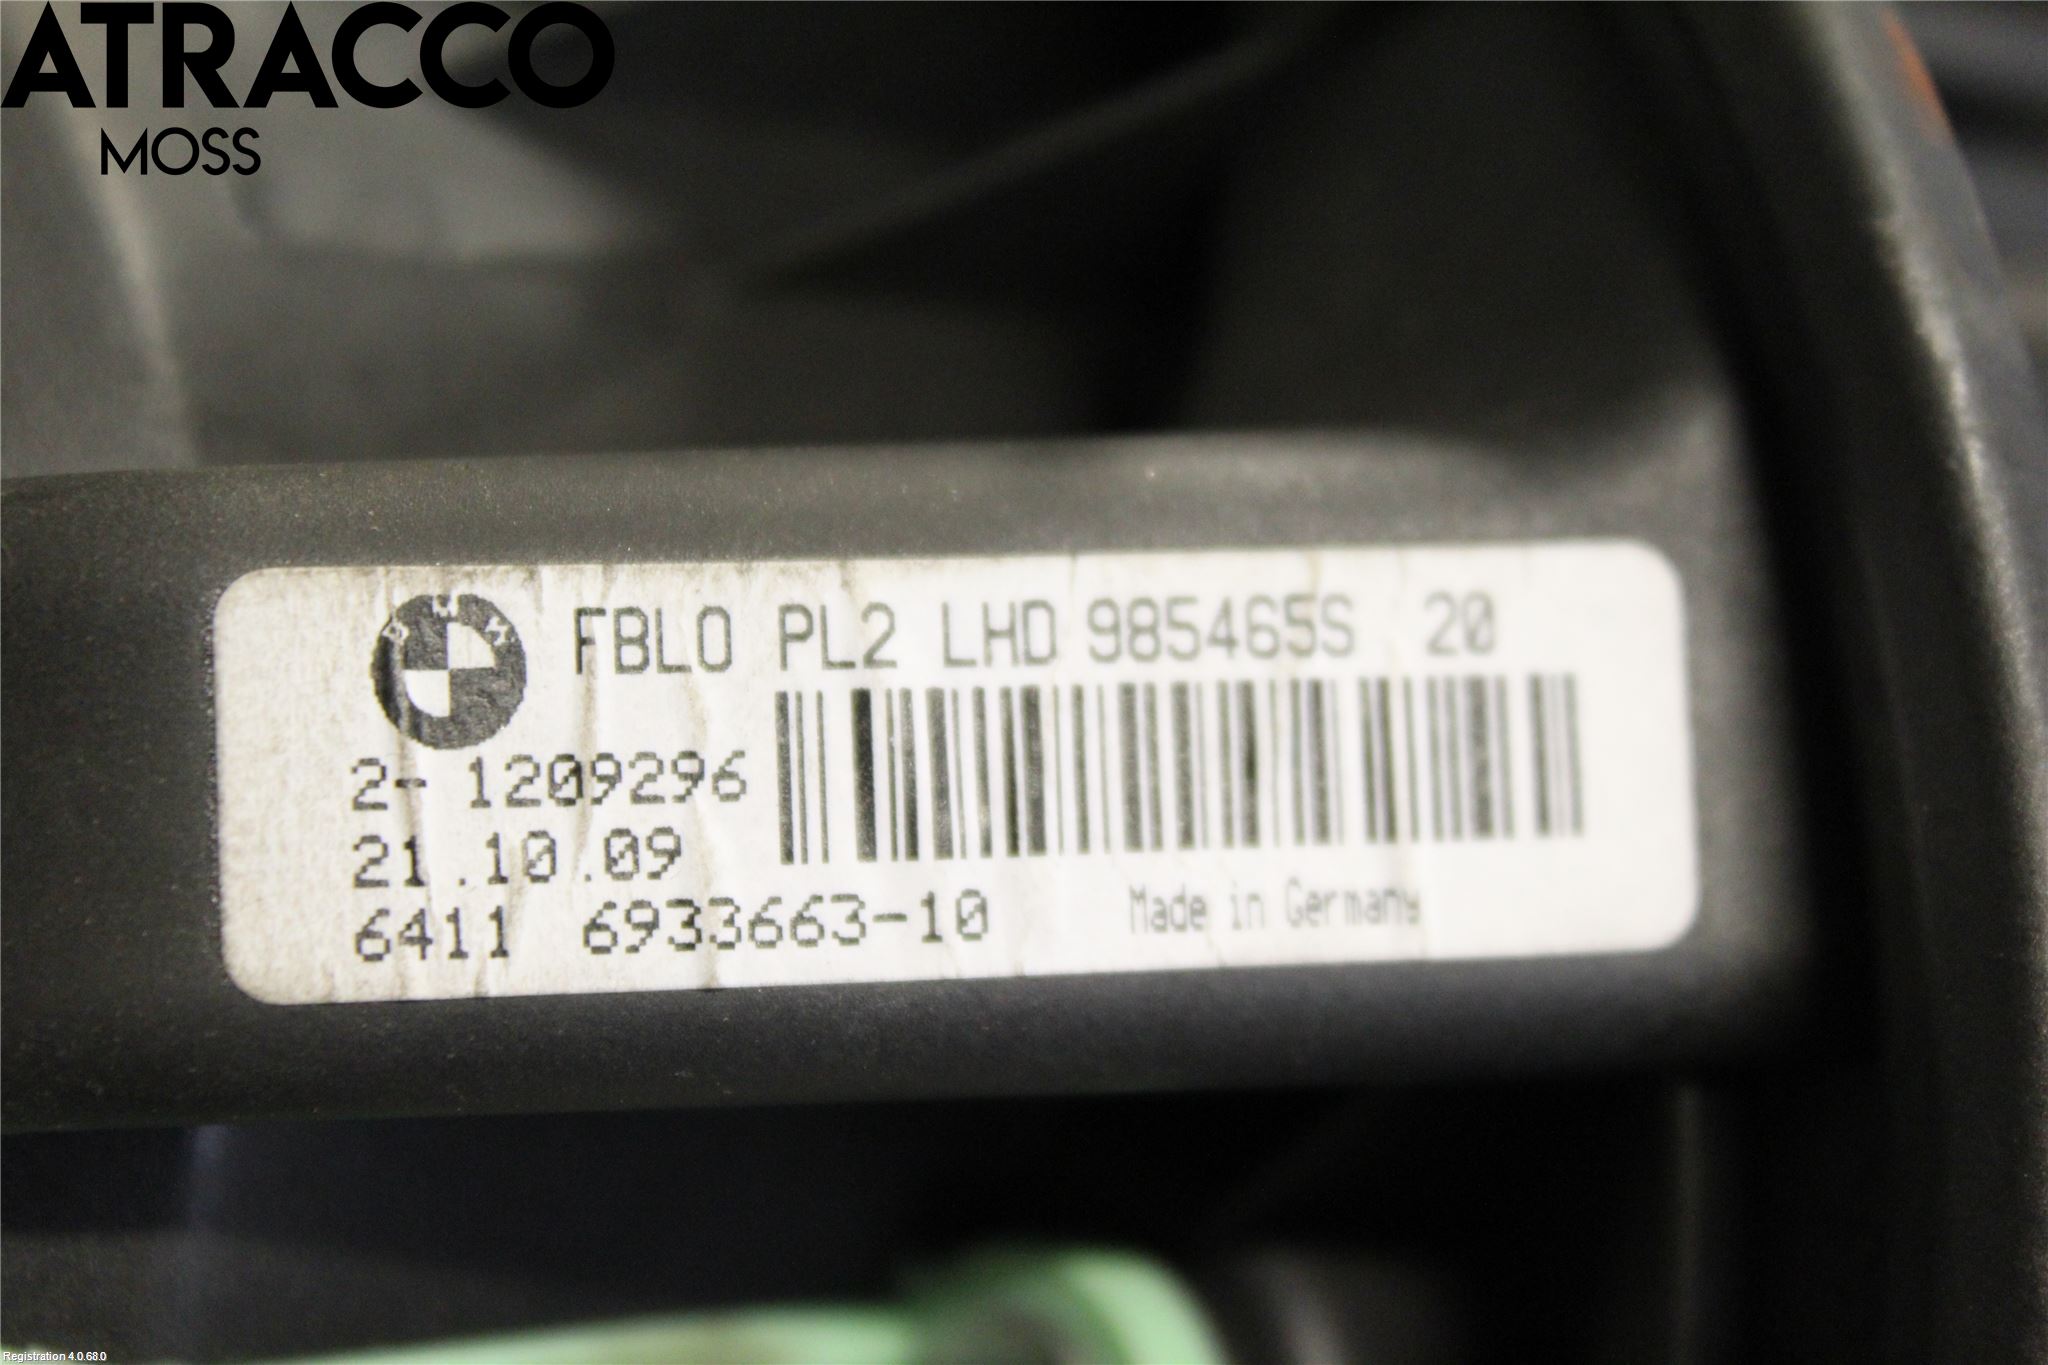 ATRACCO
MOSS
BMW
FBLO PL2 LHD 985465S 20
2- 1209296
21.10.09
6411 6933663-10
Made in Germany
Registration 4.0.68.0